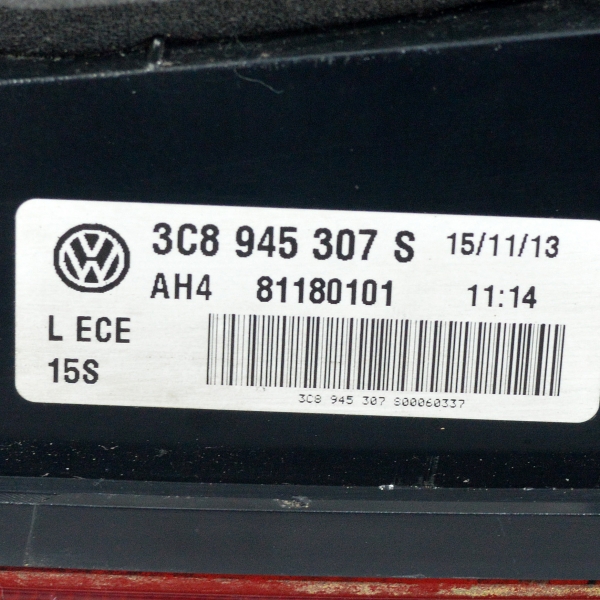 3C8 945 307 S 15/11/13
AH4 81180101 11:14
L ECE
15S
3C8 945 307 S00060337